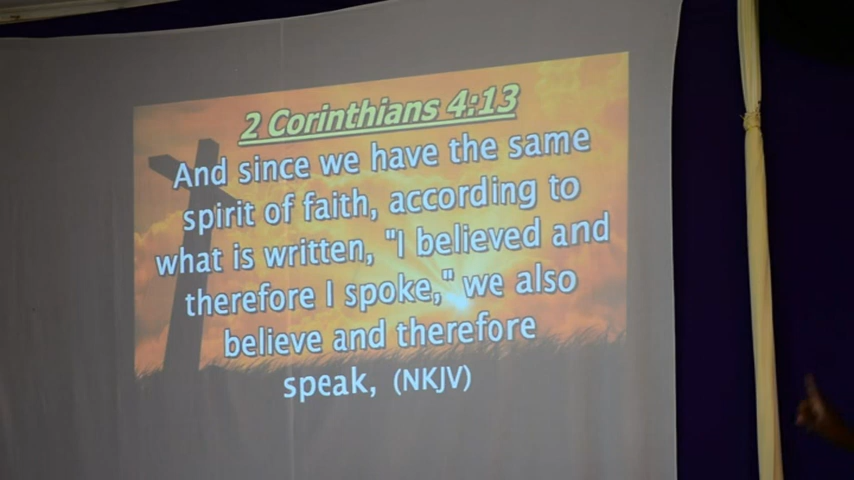 2 Corinthians 4:13
And since we have the same
spirit of faith, according to
what is written, "I believed and
therefore I spoke," we also
believe and therefore
speak, (NKJV)